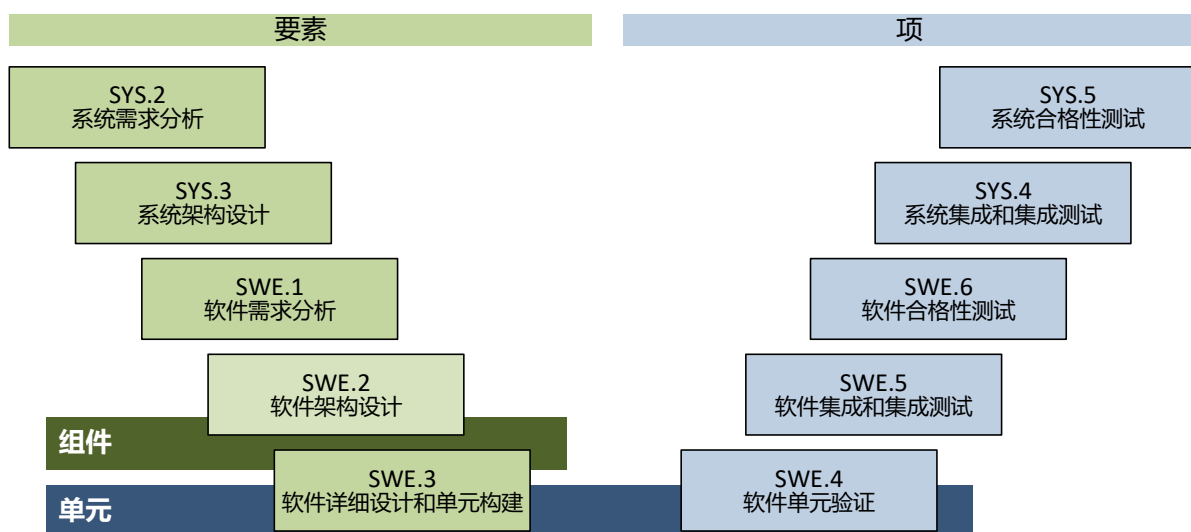 要素
项
SYS.2
系统需求分析
SYS.5
系统合格性测试
SYS.3
系统架构设计
SYS.4
系统集成和集成测试
SWE.1
软件需求分析
SWE.6
软件合格性测试
SWE.2
软件架构设计
SWE.5
软件集成和集成测试
组件
SWE.3
软件详细设计和单元构建
SWE.4
软件单元验证
单元